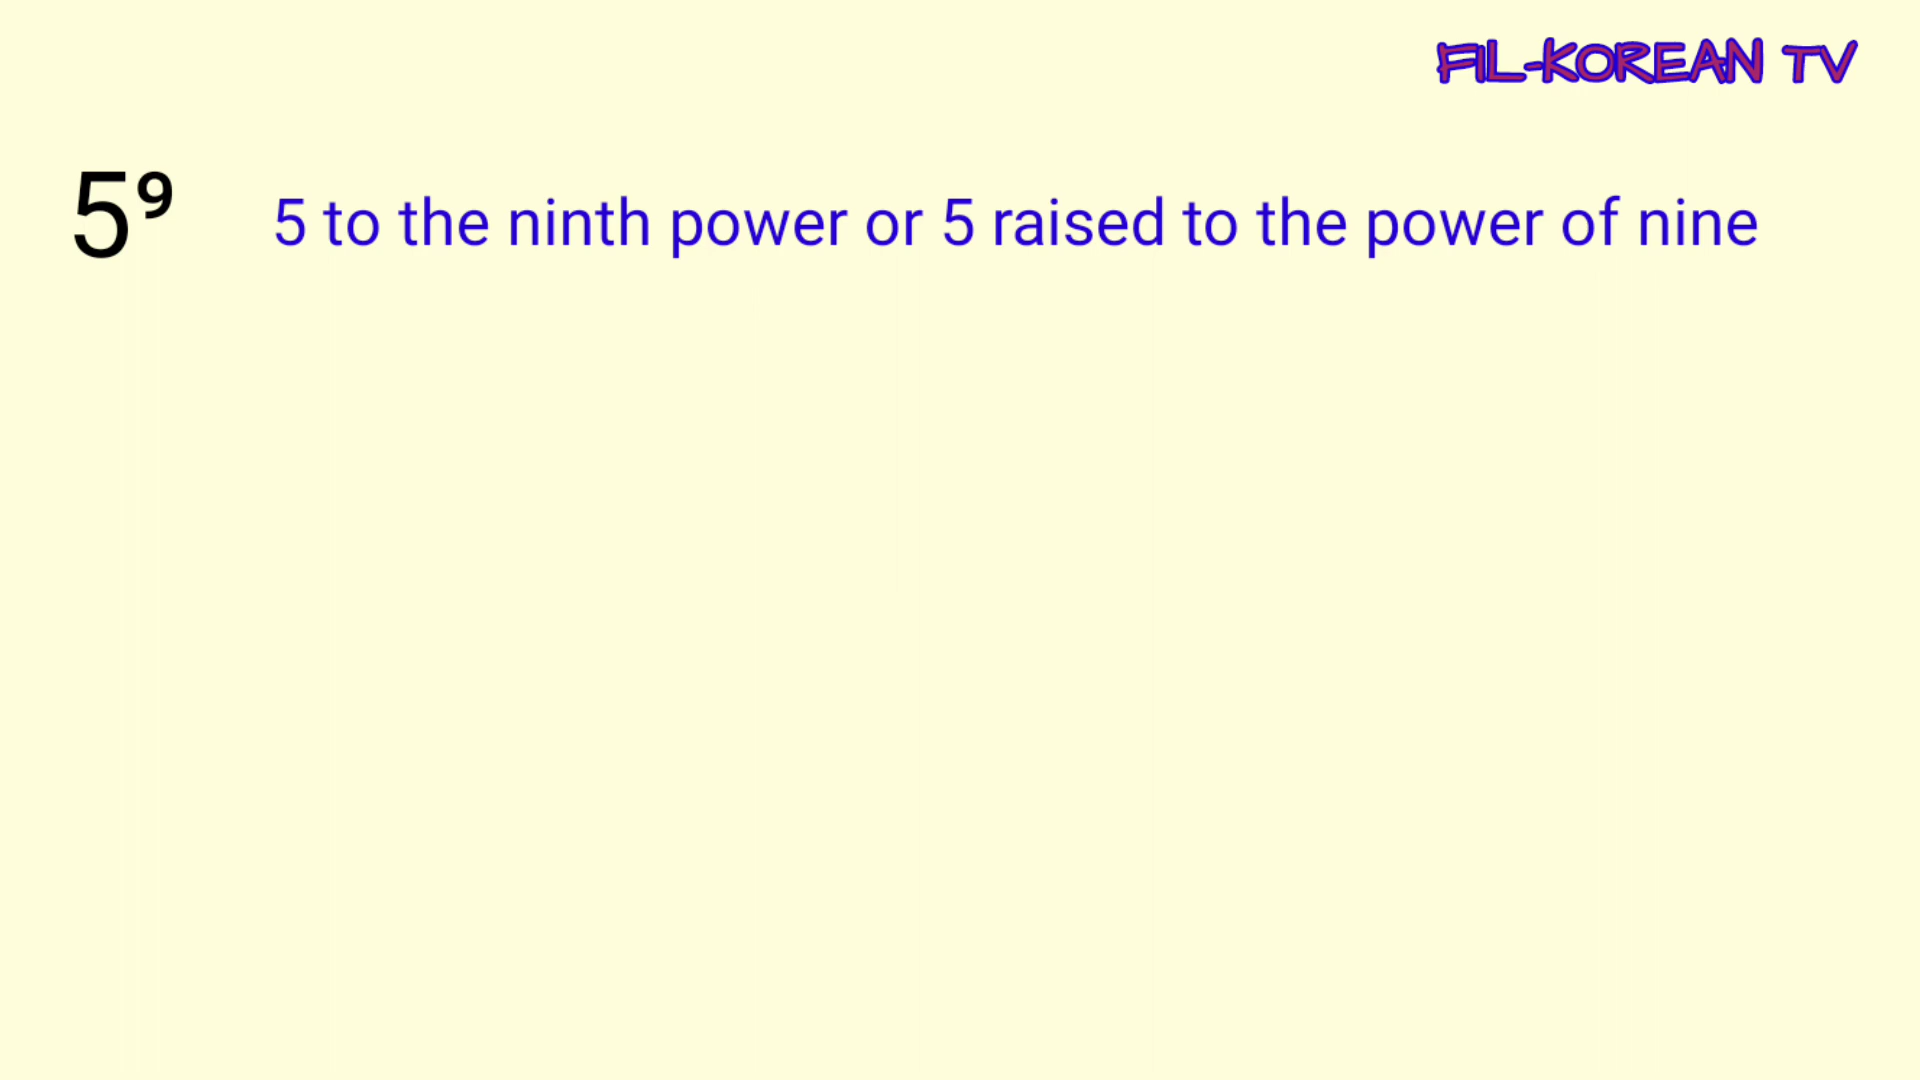 FIL-KOREAN TV
5⁹ 5 to the ninth power or 5 raised to the power of nine